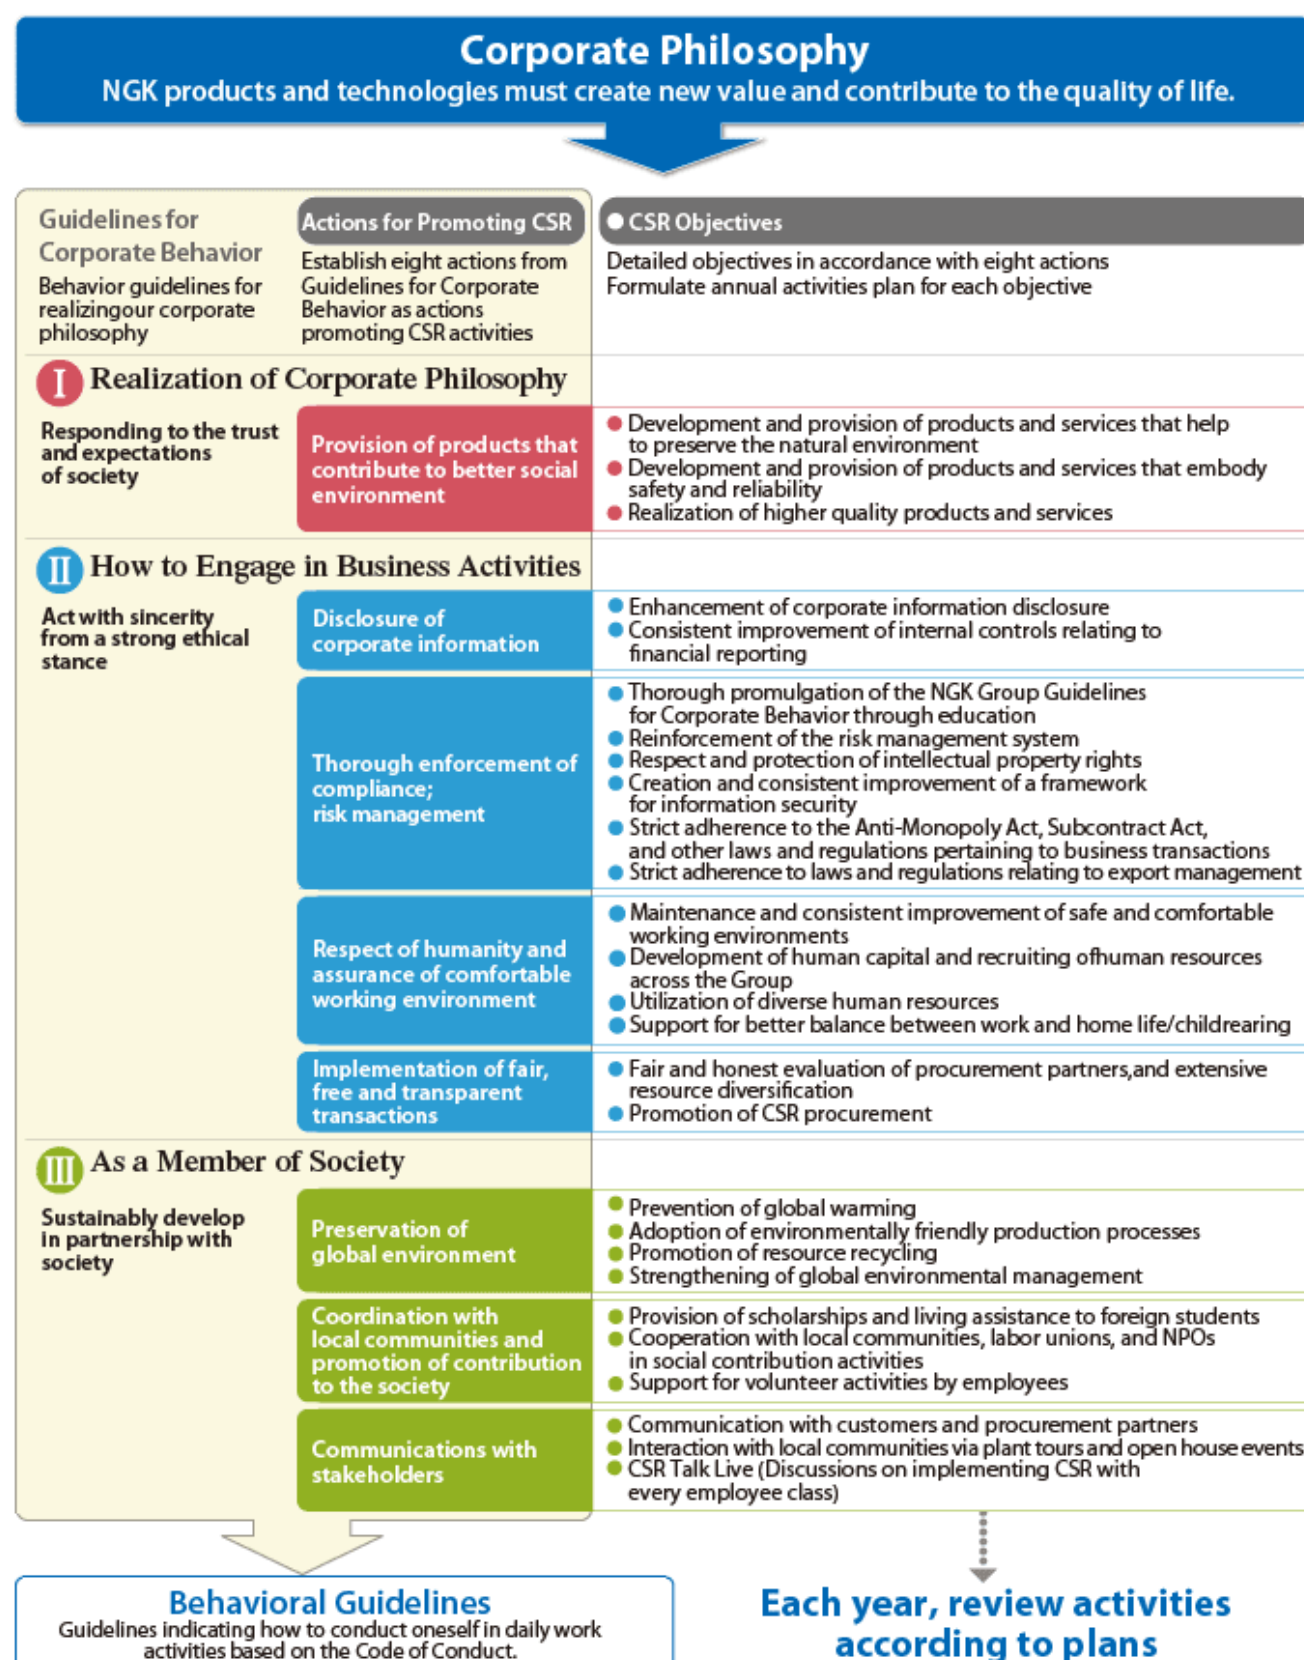 Corporate Philosophy
NGK products and technologies must create new value and contribute to the quality of life.
Guidelines for
Corporate Behavior
Behavior guidelines for
realizingour corporate
philosophy
Actions for Promoting CSR
Establish eight actions from
Guidelines for Corporate
Behavior as actions
promoting CSR activities
CSR Objectives
Detailed objectives in accordance with eight actions
Formulate annual activities plan for each objective
I Realization of Corporate Philosophy
Responding to the trust
and expectations
of society
Provision of products that
contribute to better social
environment
Development and provision of products and services that help
to preserve the natural environment
Development and provision of products and services that embody
safety and reliability
Realization of higher quality products and services
II How to Engage in Business Activities
Act with sincerity
from a strong ethical
stance
Disclosure of
corporate information
Enhancement of corporate information disclosure
Consistent improvement of internal controls relating to
financial reporting
Thorough enforcement of
compliance;
risk management
Thorough promulgation of the NGK Group Guidelines
for Corporate Behavior through education
Reinforcement of the risk management system
Respect and protection of intellectual property rights
Creation and consistent improvement of a framework
for information security
Strict adherence to the Anti-Monopoly Act, Subcontract Act,
and other laws and regulations pertaining to business transactions
Strict adherence to laws and regulations relating to export management
Respect of humanity and
assurance of comfortable
working environment
Maintenance and consistent improvement of safe and comfortable
working environments
Development of human capital and recruiting ofhuman resources
across the Group
Utilization of diverse human resources
Support for better balance between work and home life/childrearing
Implementation of fair,
free and transparent
transactions
Fair and honest evaluation of procurement partners,and extensive
resource diversification
Promotion of CSR procurement
III As a Member of Society
Sustainably develop
in partnership with
society
Preservation of
global environment
Prevention of global warming
Adoption of environmentally friendly production processes
Promotion of resource recycling
Strengthening of global environmental management
Coordination with
local communities and
promotion of contribution
to the society
Provision of scholarships and living assistance to foreign students
Cooperation with local communities, labor unions, and NPOs
in social contribution activities
Support for volunteer activities by employees
Communications with
stakeholders
Communication with customers and procurement partners
Interaction with local communities via plant tours and open house events
CSR Talk Live (Discussions on implementing CSR with
every employee class)
Behavioral Guidelines
Guidelines indicating how to conduct oneself in daily work
activities based on the Code of Conduct.
Each year, review activities
according to plans